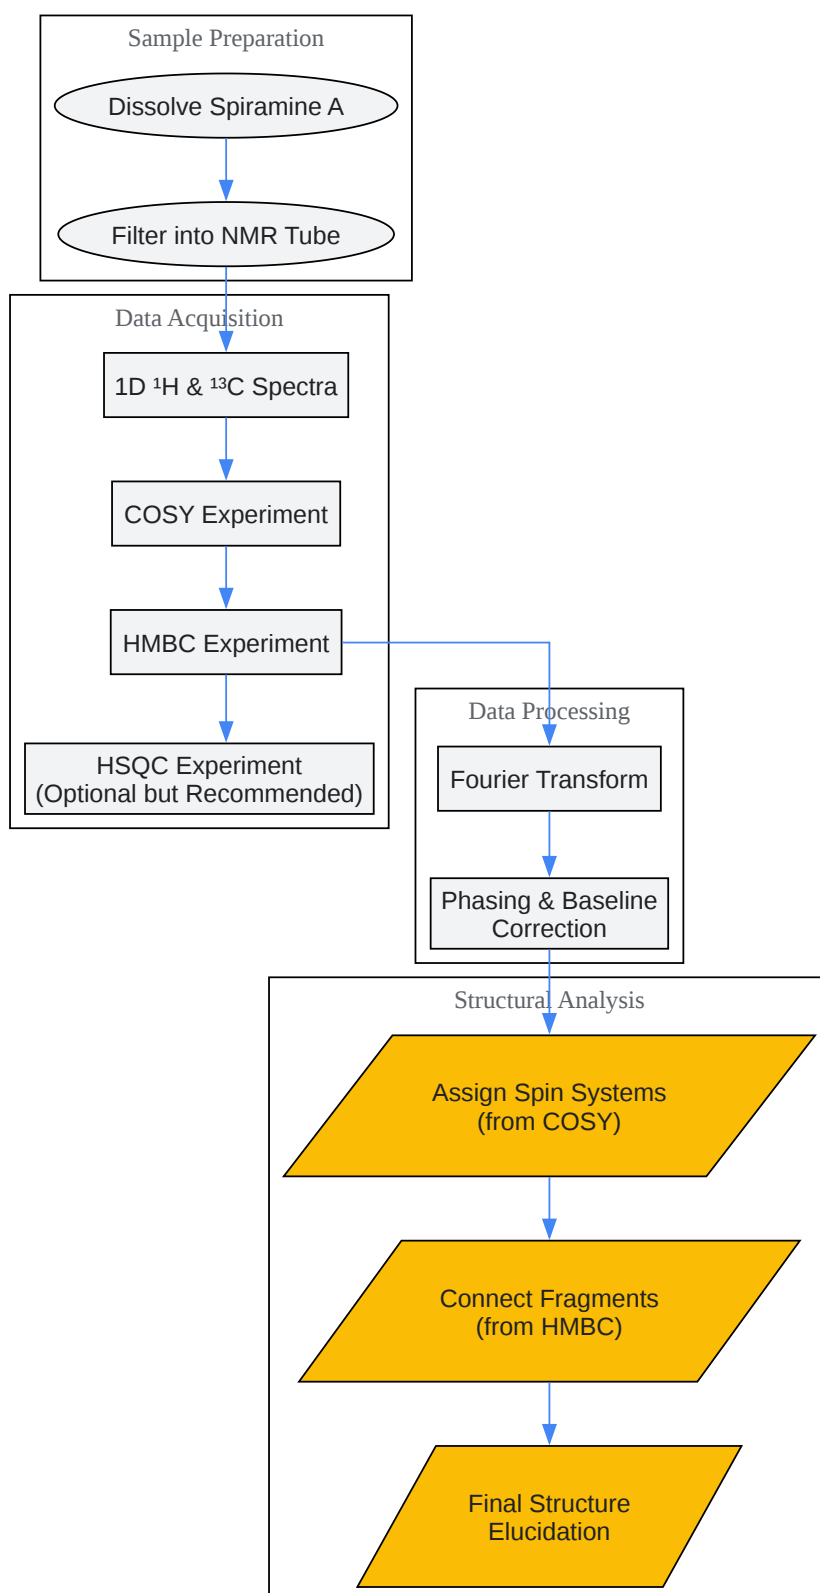 Sample Preparation
Dissolve Spiramine A
Filter into NMR Tube
Data Acquisition
1D ¹H & ¹³C Spectra
COSY Experiment
HMBC Experiment
HSQC Experiment
(Optional but Recommended)
Data Processing
Fourier Transform
Phasing & Baseline
Correction
Structural Analysis
Assign Spin Systems
(from COSY)
Connect Fragments
(from HMBC)
Final Structure
Elucidation